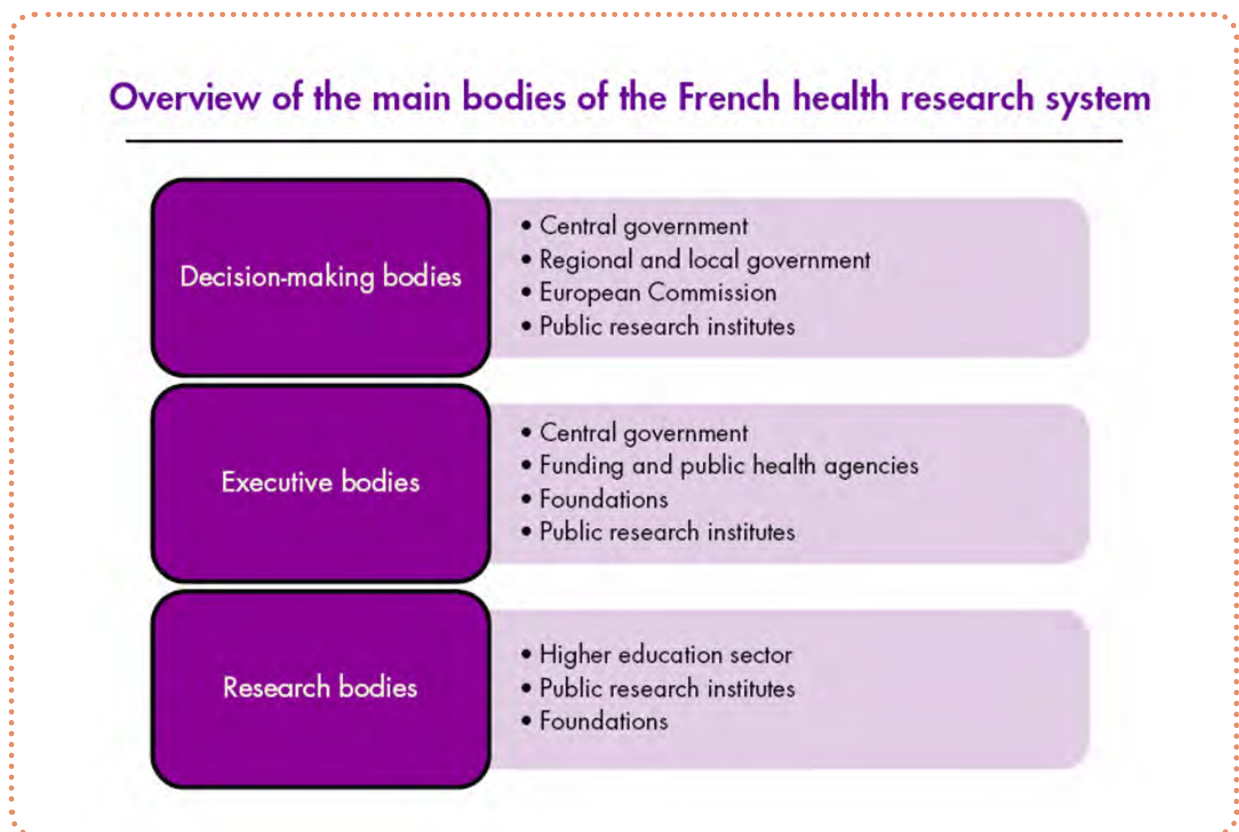 Overview of the main bodies of the French health research system
Decision-making bodies
• Central government
• Regional and local government
• European Commission
• Public research institutes
Executive bodies
• Central government
• Funding and public health agencies
• Foundations
• Public research institutes
Research bodies
• Higher education sector
• Public research institutes
• Foundations